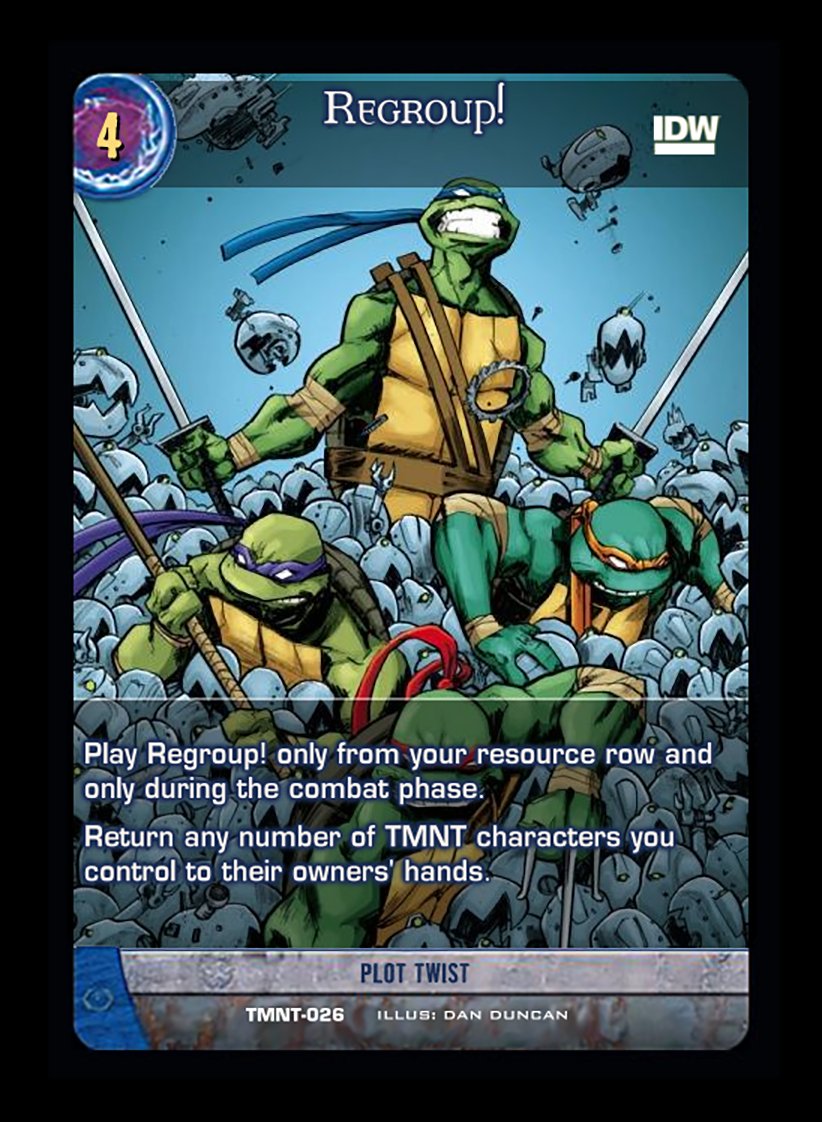 4
Regroup!
IDW
Play Regroup! only from your resource row and
only during the combat phase.
Return any number of TMNT characters you
control to their owners' hands.
PLOT TWIST
TMNT-026 ILLUS: DAN DUNCAN